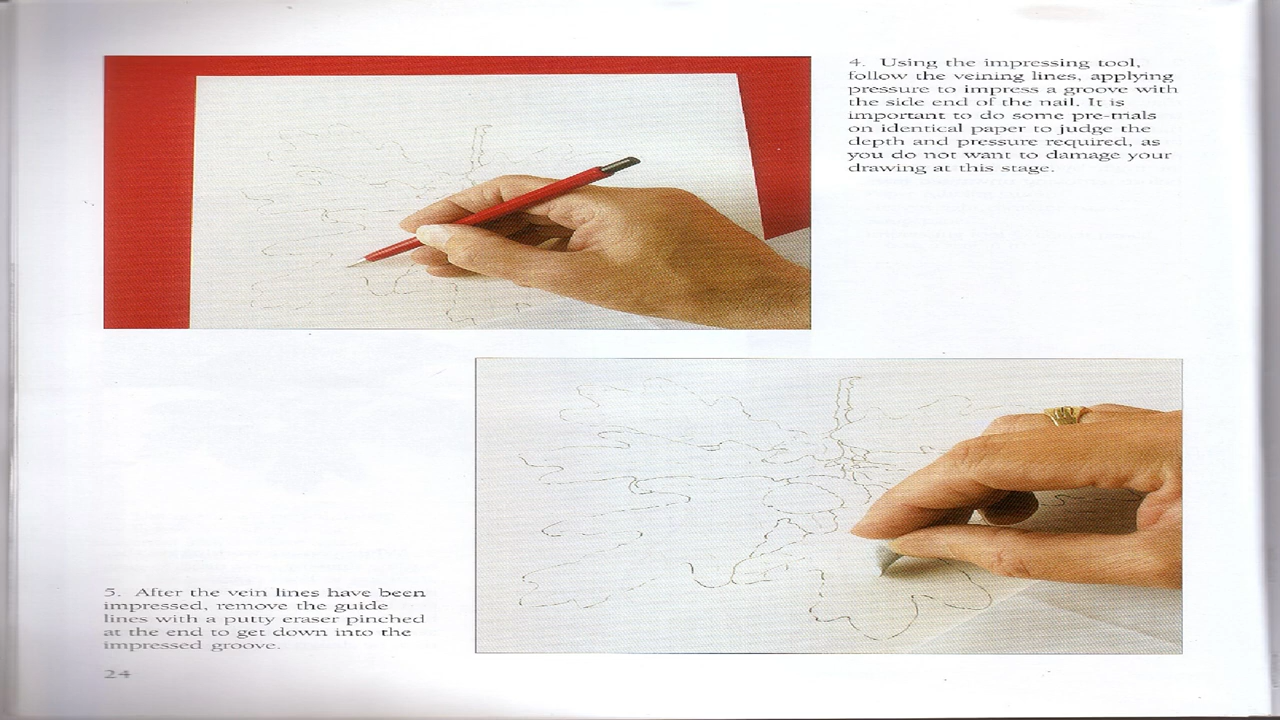 4. Using the impressing tool,
follow the veining lines, applying
pressure to impress a groove with
the side end of the nail. It is
important to do some pre-trials
on identical paper to judge the
depth and pressure required, as
you do not want to damage your
drawing at this stage.
5. After the vein lines have been
impressed, remove the guide
lines with a putty eraser pinched
at the end to get down into the
impressed groove.
24